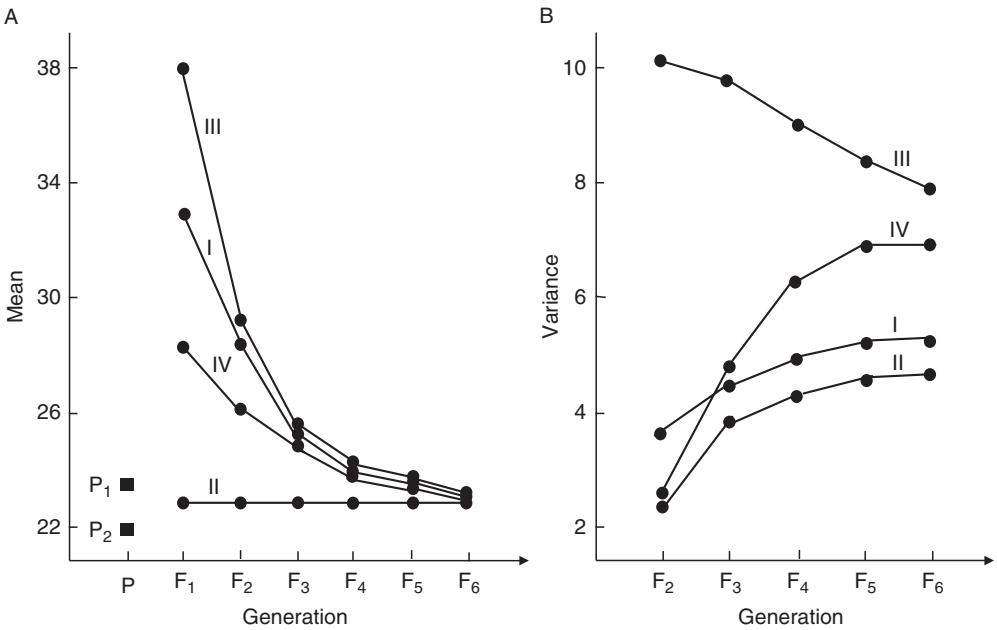 A
Mean
38
34
30
26
22
III
I
IV
II
P₁
P₂
P
F₁
F₂
F₃
F₄
F₅
F₆
Generation
B
Variance
10
8
6
4
2
III
IV
I
II
F₂
F₃
F₄
F₅
F₆
Generation